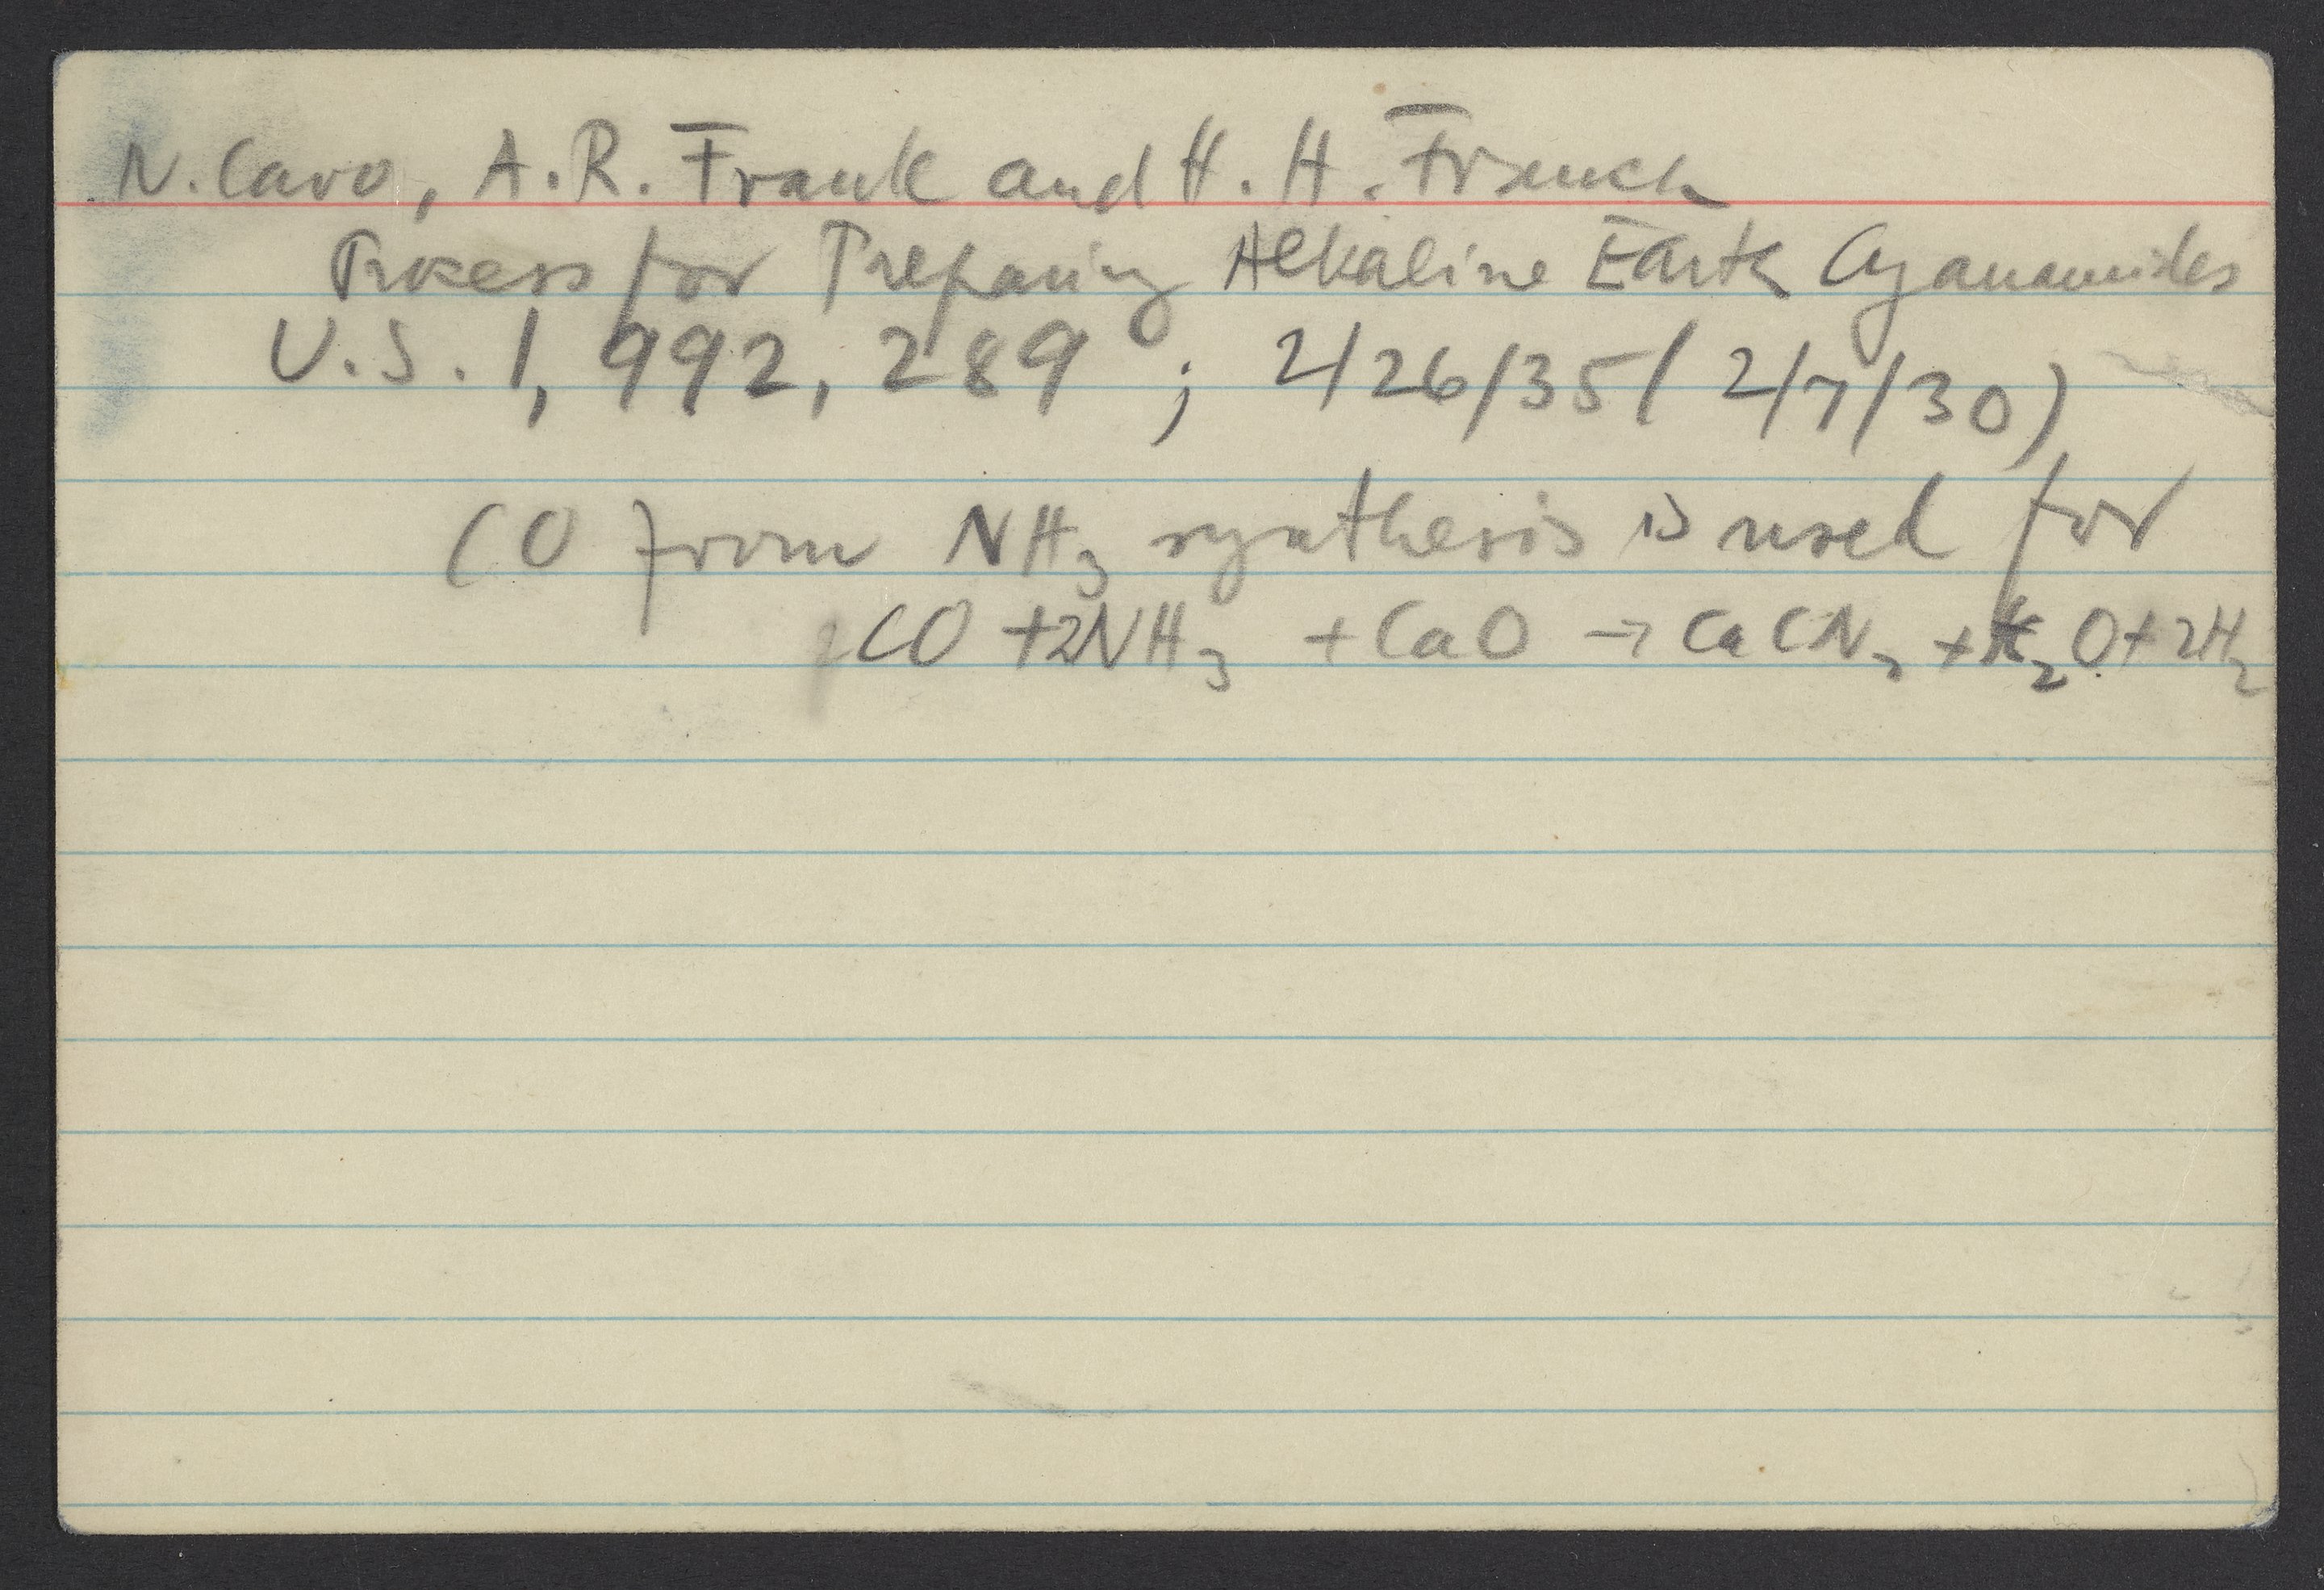 N. Caro, A. R. Frank and H. H. Franck
Process for Preparing Alkaline Earth Cyanamides
U.S. 1,992,289 ; 2/26/35 (2/7/30)
CO from NH3 synthesis is used for
CO + 2NH3 + CaO → CaCN2 + H2O + 2H2